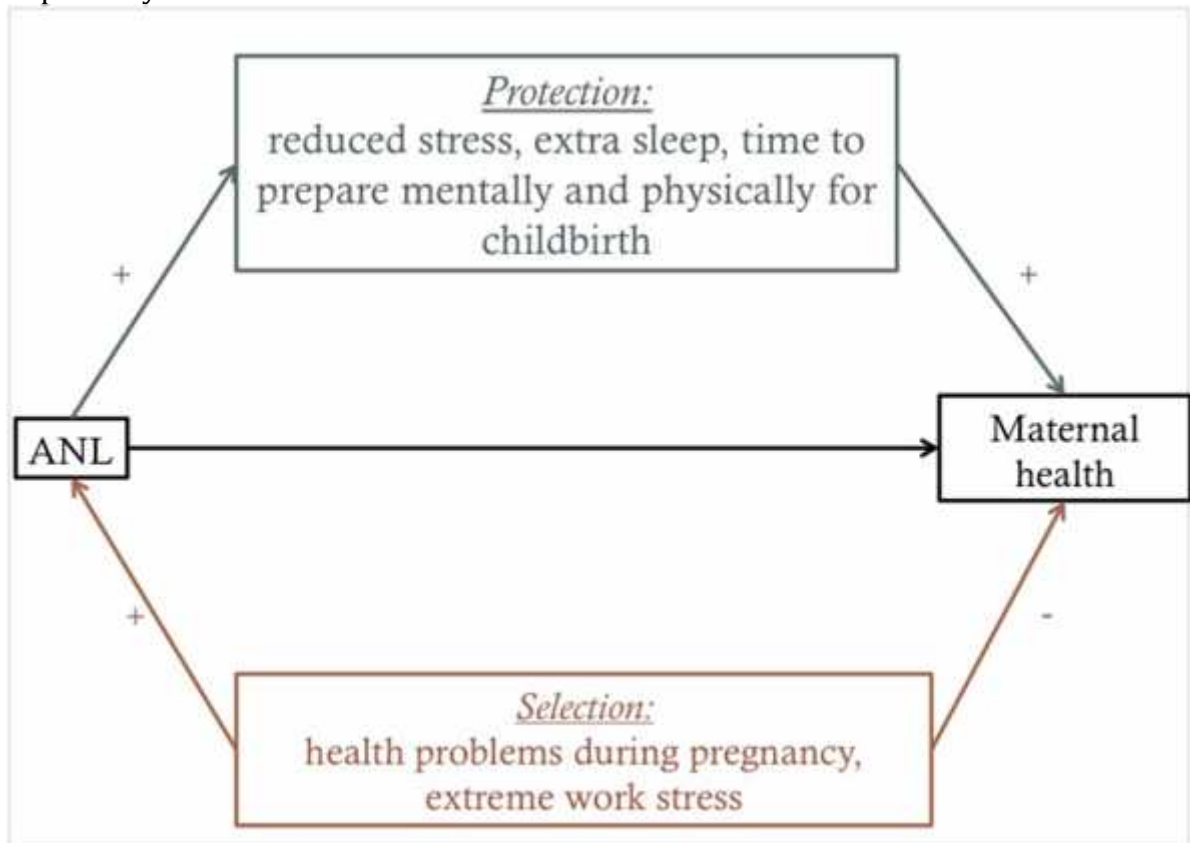 Protection:
reduced stress, extra sleep, time to
prepare mentally and physically for
childbirth
+
+
ANL
Maternal
health
+
-
Selection:
health problems during pregnancy,
extreme work stress